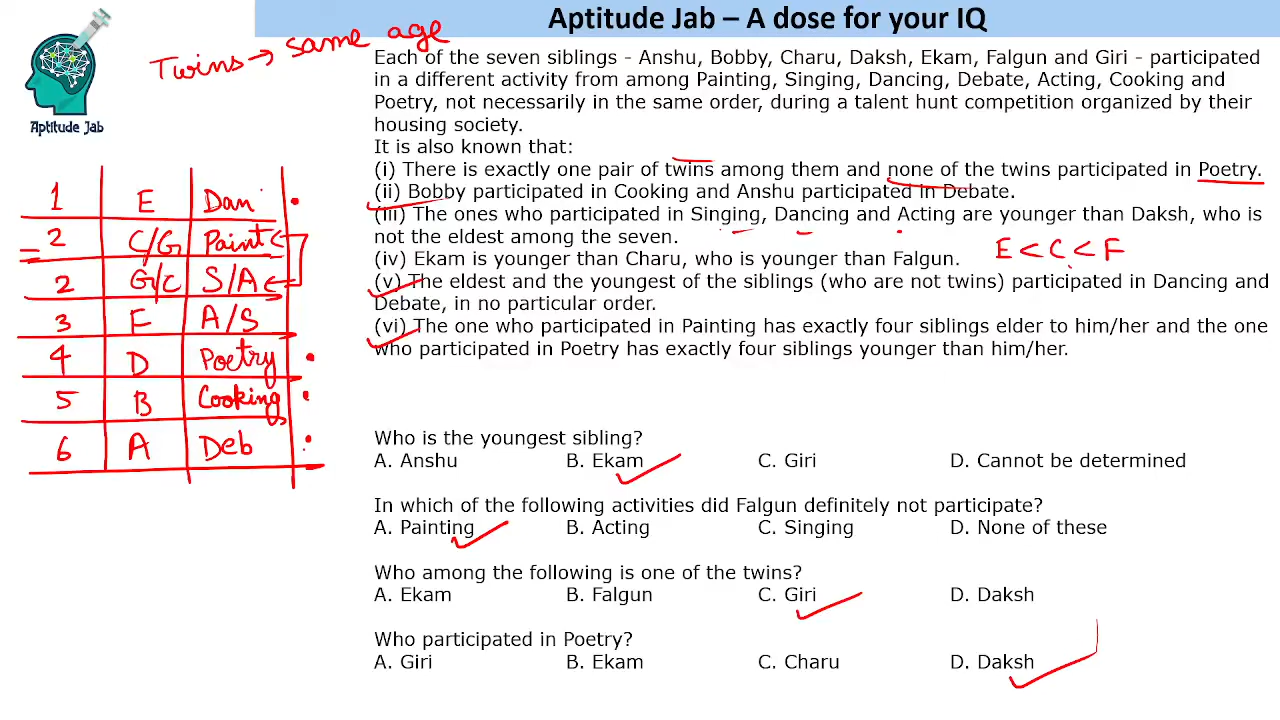 Aptitude Jab – A dose for your IQ
Twins → same age
Aptitude Jab
Each of the seven siblings - Anshu, Bobby, Charu, Daksh, Ekam, Falgun and Giri - participated
in a different activity from among Painting, Singing, Dancing, Debate, Acting, Cooking and
Poetry, not necessarily in the same order, during a talent hunt competition organized by their
housing society.
It is also known that:
(i) There is exactly one pair of twins among them and none of the twins participated in Poetry.
(ii) Bobby participated in Cooking and Anshu participated in Debate.
(iii) The ones who participated in Singing, Dancing and Acting are younger than Daksh, who is
not the eldest among the seven.
E < C < F
(iv) Ekam is younger than Charu, who is younger than Falgun.
(v) The eldest and the youngest of the siblings (who are not twins) participated in Dancing and
Debate, in no particular order.
(vi) The one who participated in Painting has exactly four siblings elder to him/her and the one
who participated in Poetry has exactly four siblings younger than him/her.
1 E Dan
2 C/G Paint
2 G/C S/A
3 F A/S
4 D Poetry
5 B Cooking
6 A Deb
Who is the youngest sibling?
A. Anshu B. Ekam C. Giri D. Cannot be determined
In which of the following activities did Falgun definitely not participate?
A. Painting B. Acting C. Singing D. None of these
Who among the following is one of the twins?
A. Ekam B. Falgun C. Giri D. Daksh
Who participated in Poetry?
A. Giri B. Ekam C. Charu D. Daksh